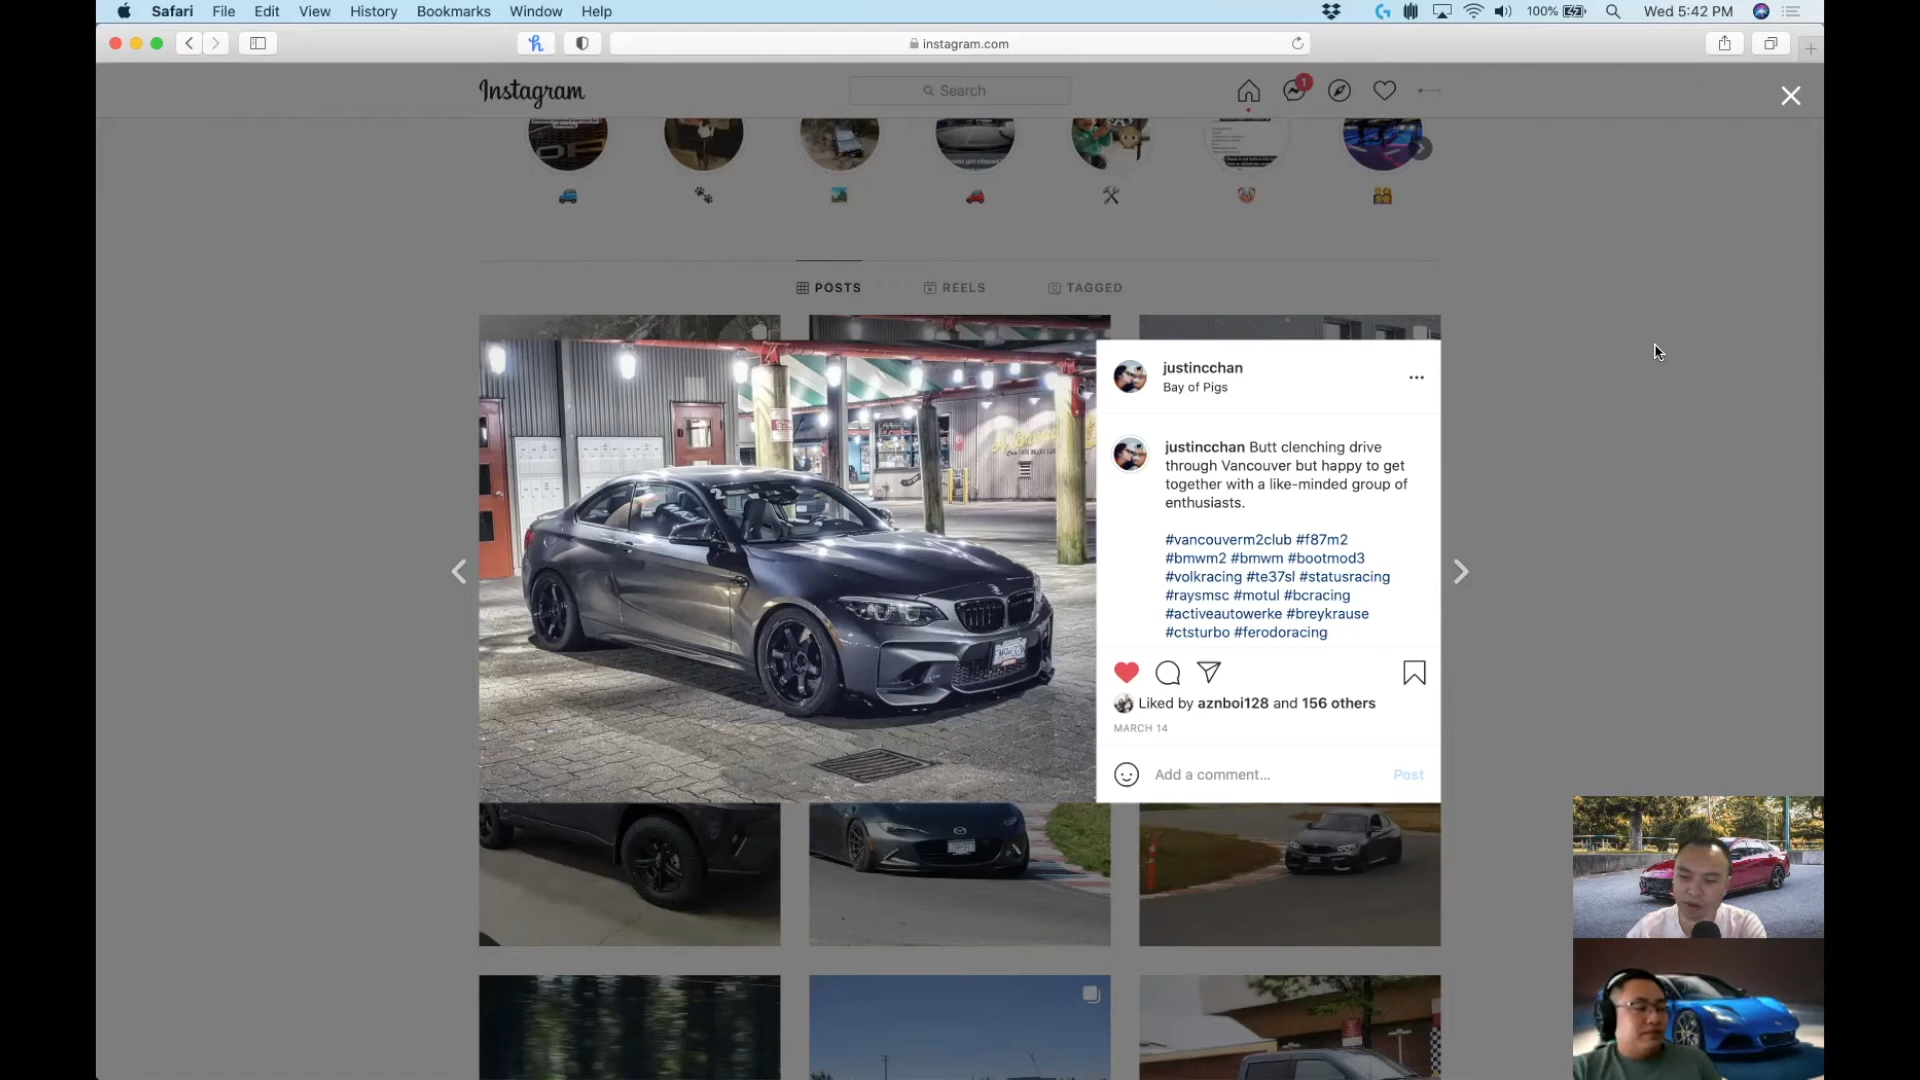 Safari File Edit View History Bookmarks Window Help
100% Wed 5:42 PM
instagram.com
Instagram
Search
1
POSTS
REELS
TAGGED
justincchan
Bay of Pigs
justincchan Butt clenching drive
through Vancouver but happy to get
together with a like-minded group of
enthusiasts.
#vancouverm2club #f87m2
#bmwm2 #bmwm #bootmod3
#volkracing #te37sl #statusracing
#raysmsc #motul #bcracing
#activeautowerke #breykrause
#ctsturbo #ferodoracing
Liked by aznboi128 and 156 others
MARCH 14
Add a comment...
Post